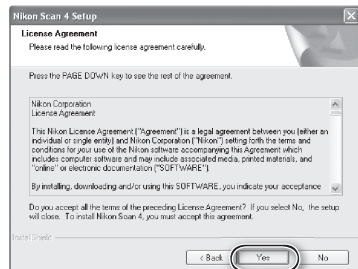 Nikon Scan 4 Setup
License Agreement
Please read the following license agreement carefully.
Press the PAGE DOWN key to see the rest of the agreement.
Nikon Corporation
License Agreement
This Nikon License Agreement ("Agreement") is a legal agreement between you (either an
individual or single entity) and Nikon Corporation ("Nikon") setting forth the terms and
conditions for your use of the Nikon software accompanying this Agreement which
includes computer software and may include associated media, printed materials, and
"online" or electronic documentation ("SOFTWARE").
By installing, downloading and/or using this SOFTWARE, you indicate your acceptance
Do you accept all the terms of the preceding License Agreement? If you select No, the setup
will close. To install Nikon Scan 4, you must accept this agreement.
InstallShield
< Back
Yes
No